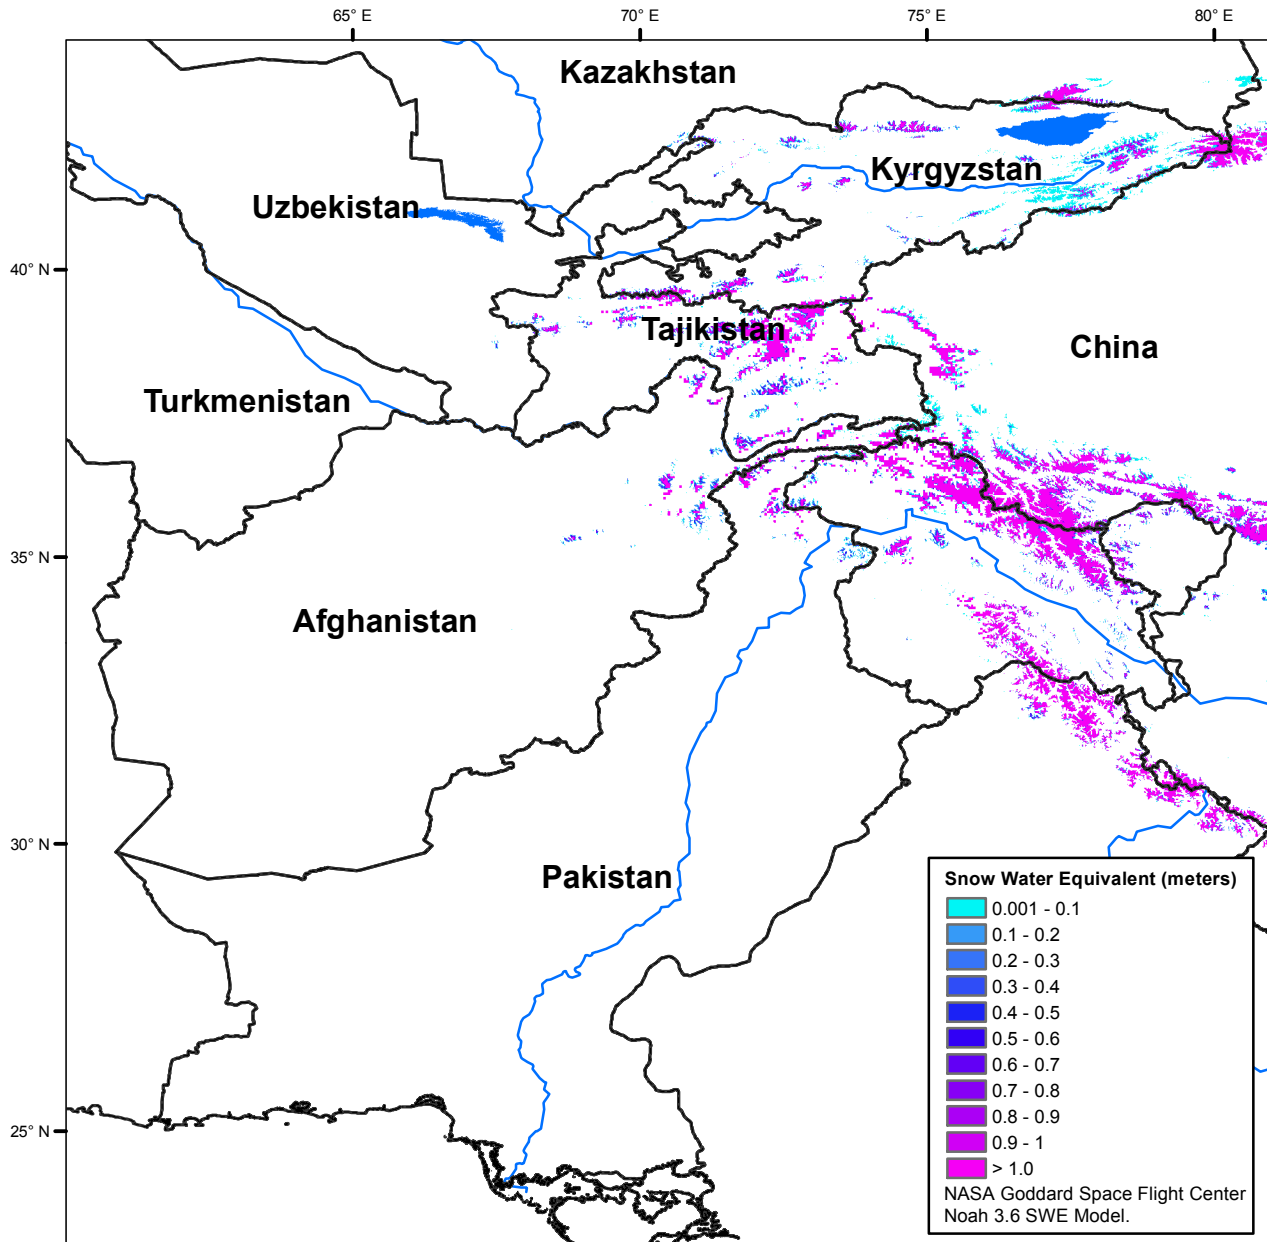 65° E
70° E
75° E
80° E
Kazakhstan
Kyrgyzstan
Uzbekistan
40° N
Tajikistan
China
Turkmenistan
35° N
Afghanistan
30° N
Pakistan
25° N
Snow Water Equivalent (meters)
0.001 - 0.1
0.1 - 0.2
0.2 - 0.3
0.3 - 0.4
0.4 - 0.5
0.5 - 0.6
0.6 - 0.7
0.7 - 0.8
0.8 - 0.9
0.9 - 1
> 1.0
NASA Goddard Space Flight Center
Noah 3.6 SWE Model.